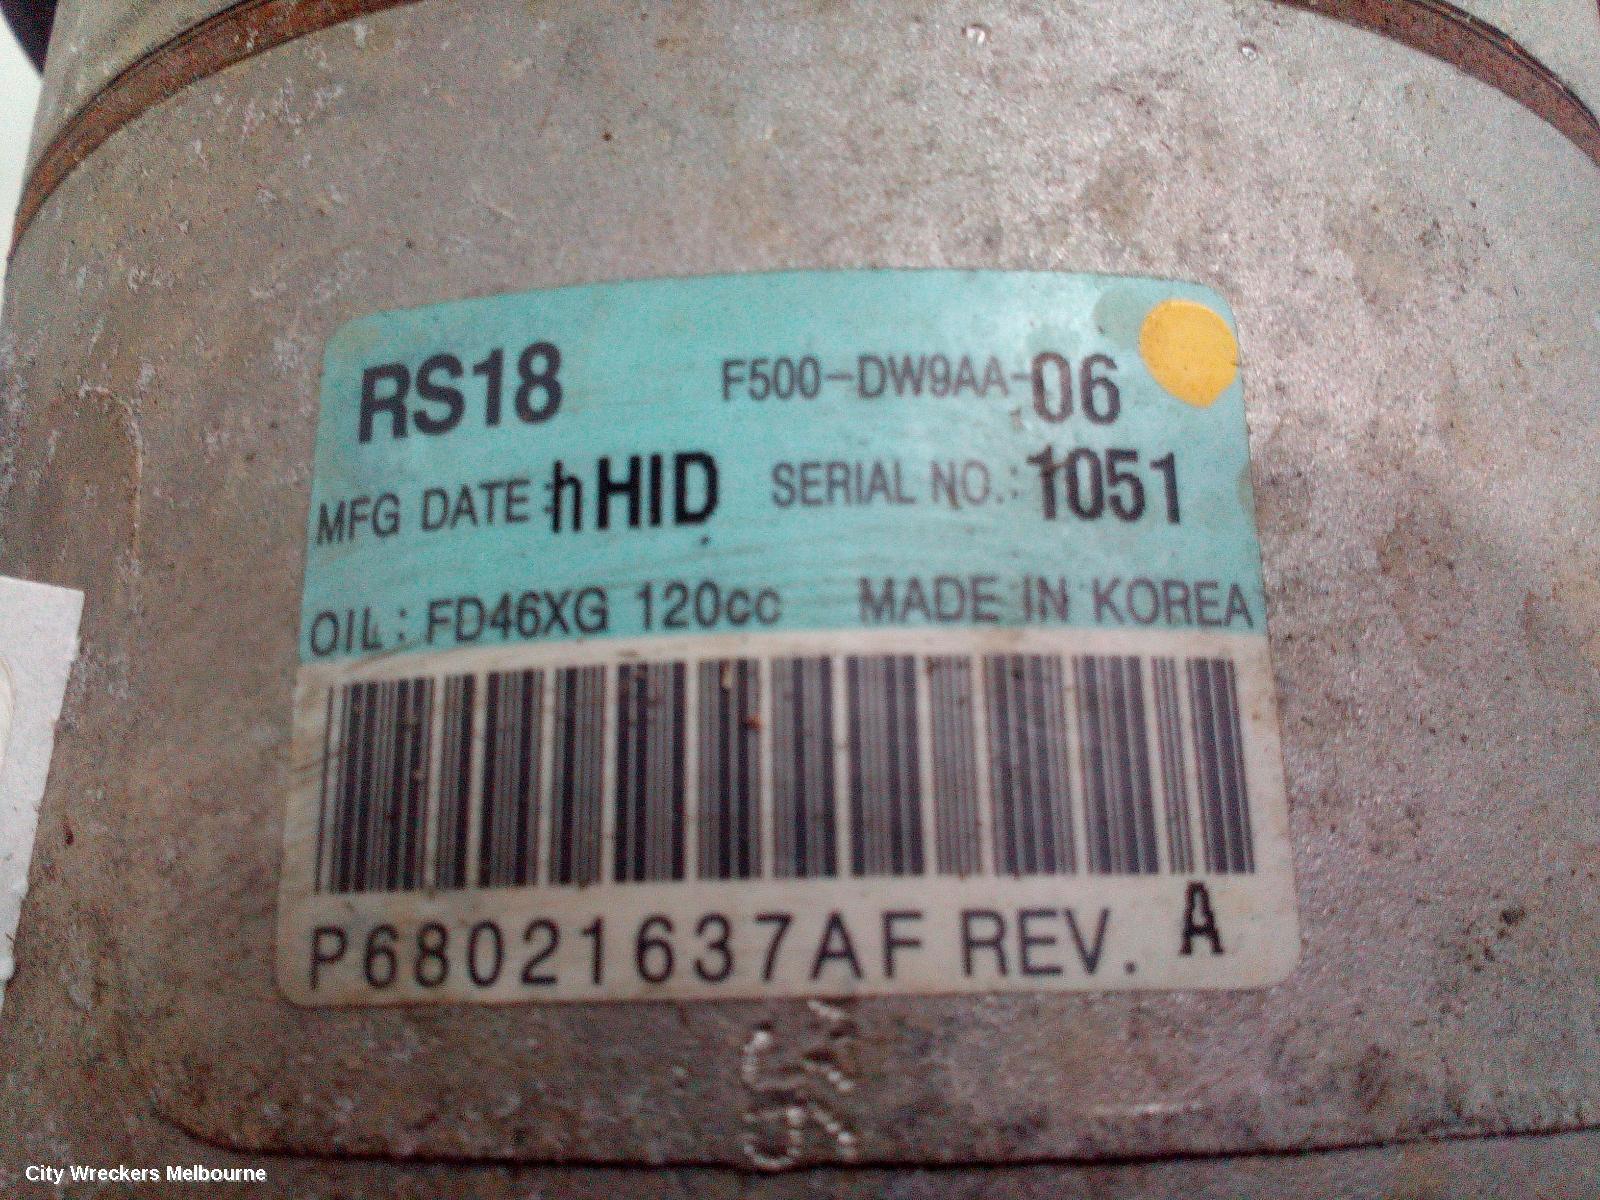 RS18 F500-DW9AA-06
MFG DATE: hHID SERIAL NO.: 1051
OIL: FD46XG 120cc MADE IN KOREA
P68021637AF REV. A
City Wreckers Melbourne